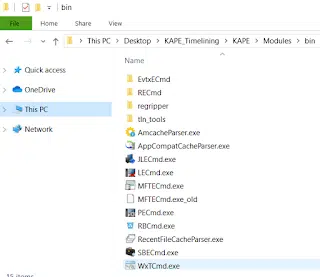 bin
File
Home
Share
View
This PC > Desktop > KAPE_Timelining > KAPE > Modules > bin
Name
Quick access
OneDrive
This PC
Network
EvtxECmd
RECmd
regripper
tln_tools
AmcacheParser.exe
AppCompatCacheParser.exe
JLECmd.exe
LECmd.exe
MFTECmd.exe
MFTECmd.exe_old
PECmd.exe
RBCmd.exe
RecentFileCacheParser.exe
SBECmd.exe
WxTCmd.exe
15 items